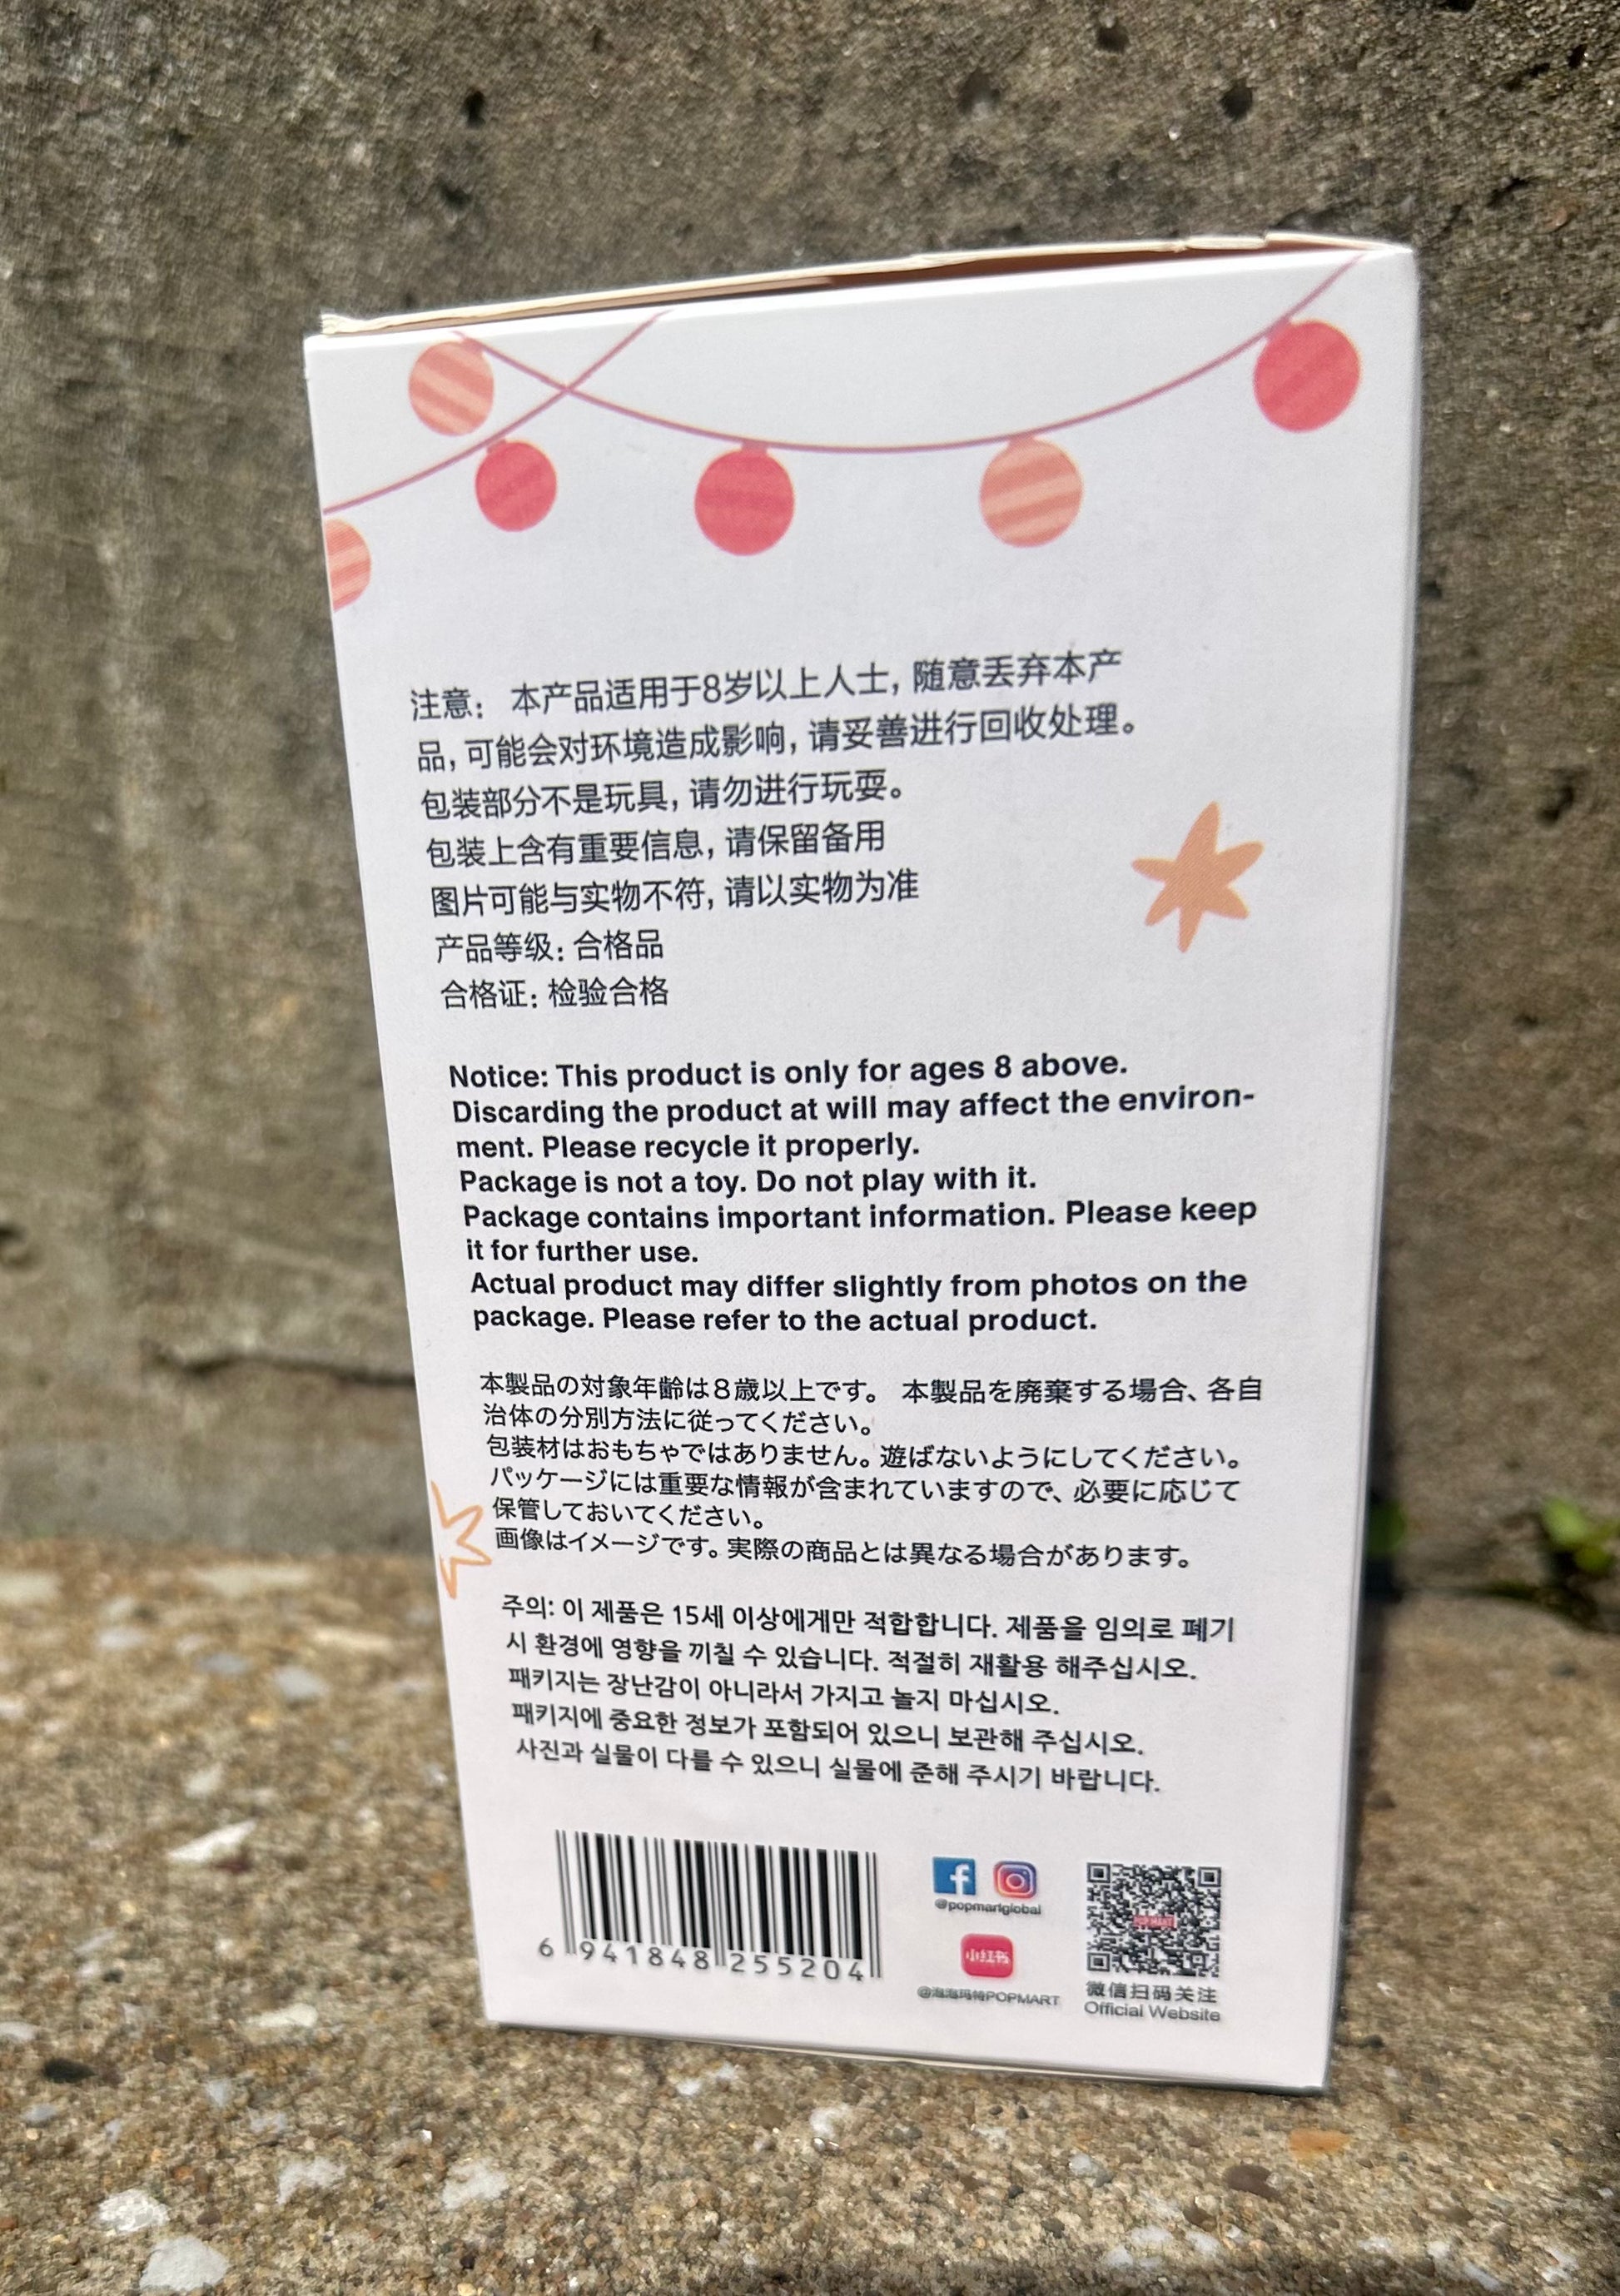 注意： 本产品适用于8岁以上人士，随意丢弃本产
品，可能会对环境造成影响，请妥善进行回收处理。
包装部分不是玩具，请勿进行玩耍。
包装上含有重要信息，请保留备用
图片可能与实物不符，请以实物为准
产品等级：合格品
合格证：检验合格
Notice: This product is only for ages 8 above.
Discarding the product at will may affect the environ-
ment. Please recycle it properly.
Package is not a toy. Do not play with it.
Package contains important information. Please keep
it for further use.
Actual product may differ slightly from photos on the
package. Please refer to the actual product.
本製品の対象年齢は8歳以上です。 本製品を廃棄する場合、各自
治体の分別方法に従ってください。
包装材はおもちゃではありません。遊ばないようにしてください。
パッケージには重要な情報が含まれていますので、必要に応じて
保管しておいてください。
画像はイメージです。実際の商品とは異なる場合があります。
주의: 이 제품은 15세 이상에게만 적합합니다. 제품을 임의로 폐기
시 환경에 영향을 끼칠 수 있습니다. 적절히 재활용 해주십시오.
패키지는 장난감이 아니라서 가지고 놀지 마십시오.
패키지에 중요한 정보가 포함되어 있으니 보관해 주십시오.
사진과 실물이 다를 수 있으니 실물에 준해 주시기 바랍니다.
6 941848 255204
@popmartglobal
小红书
@泡泡玛特POPMART
POP MART
微信扫码关注
Official Website